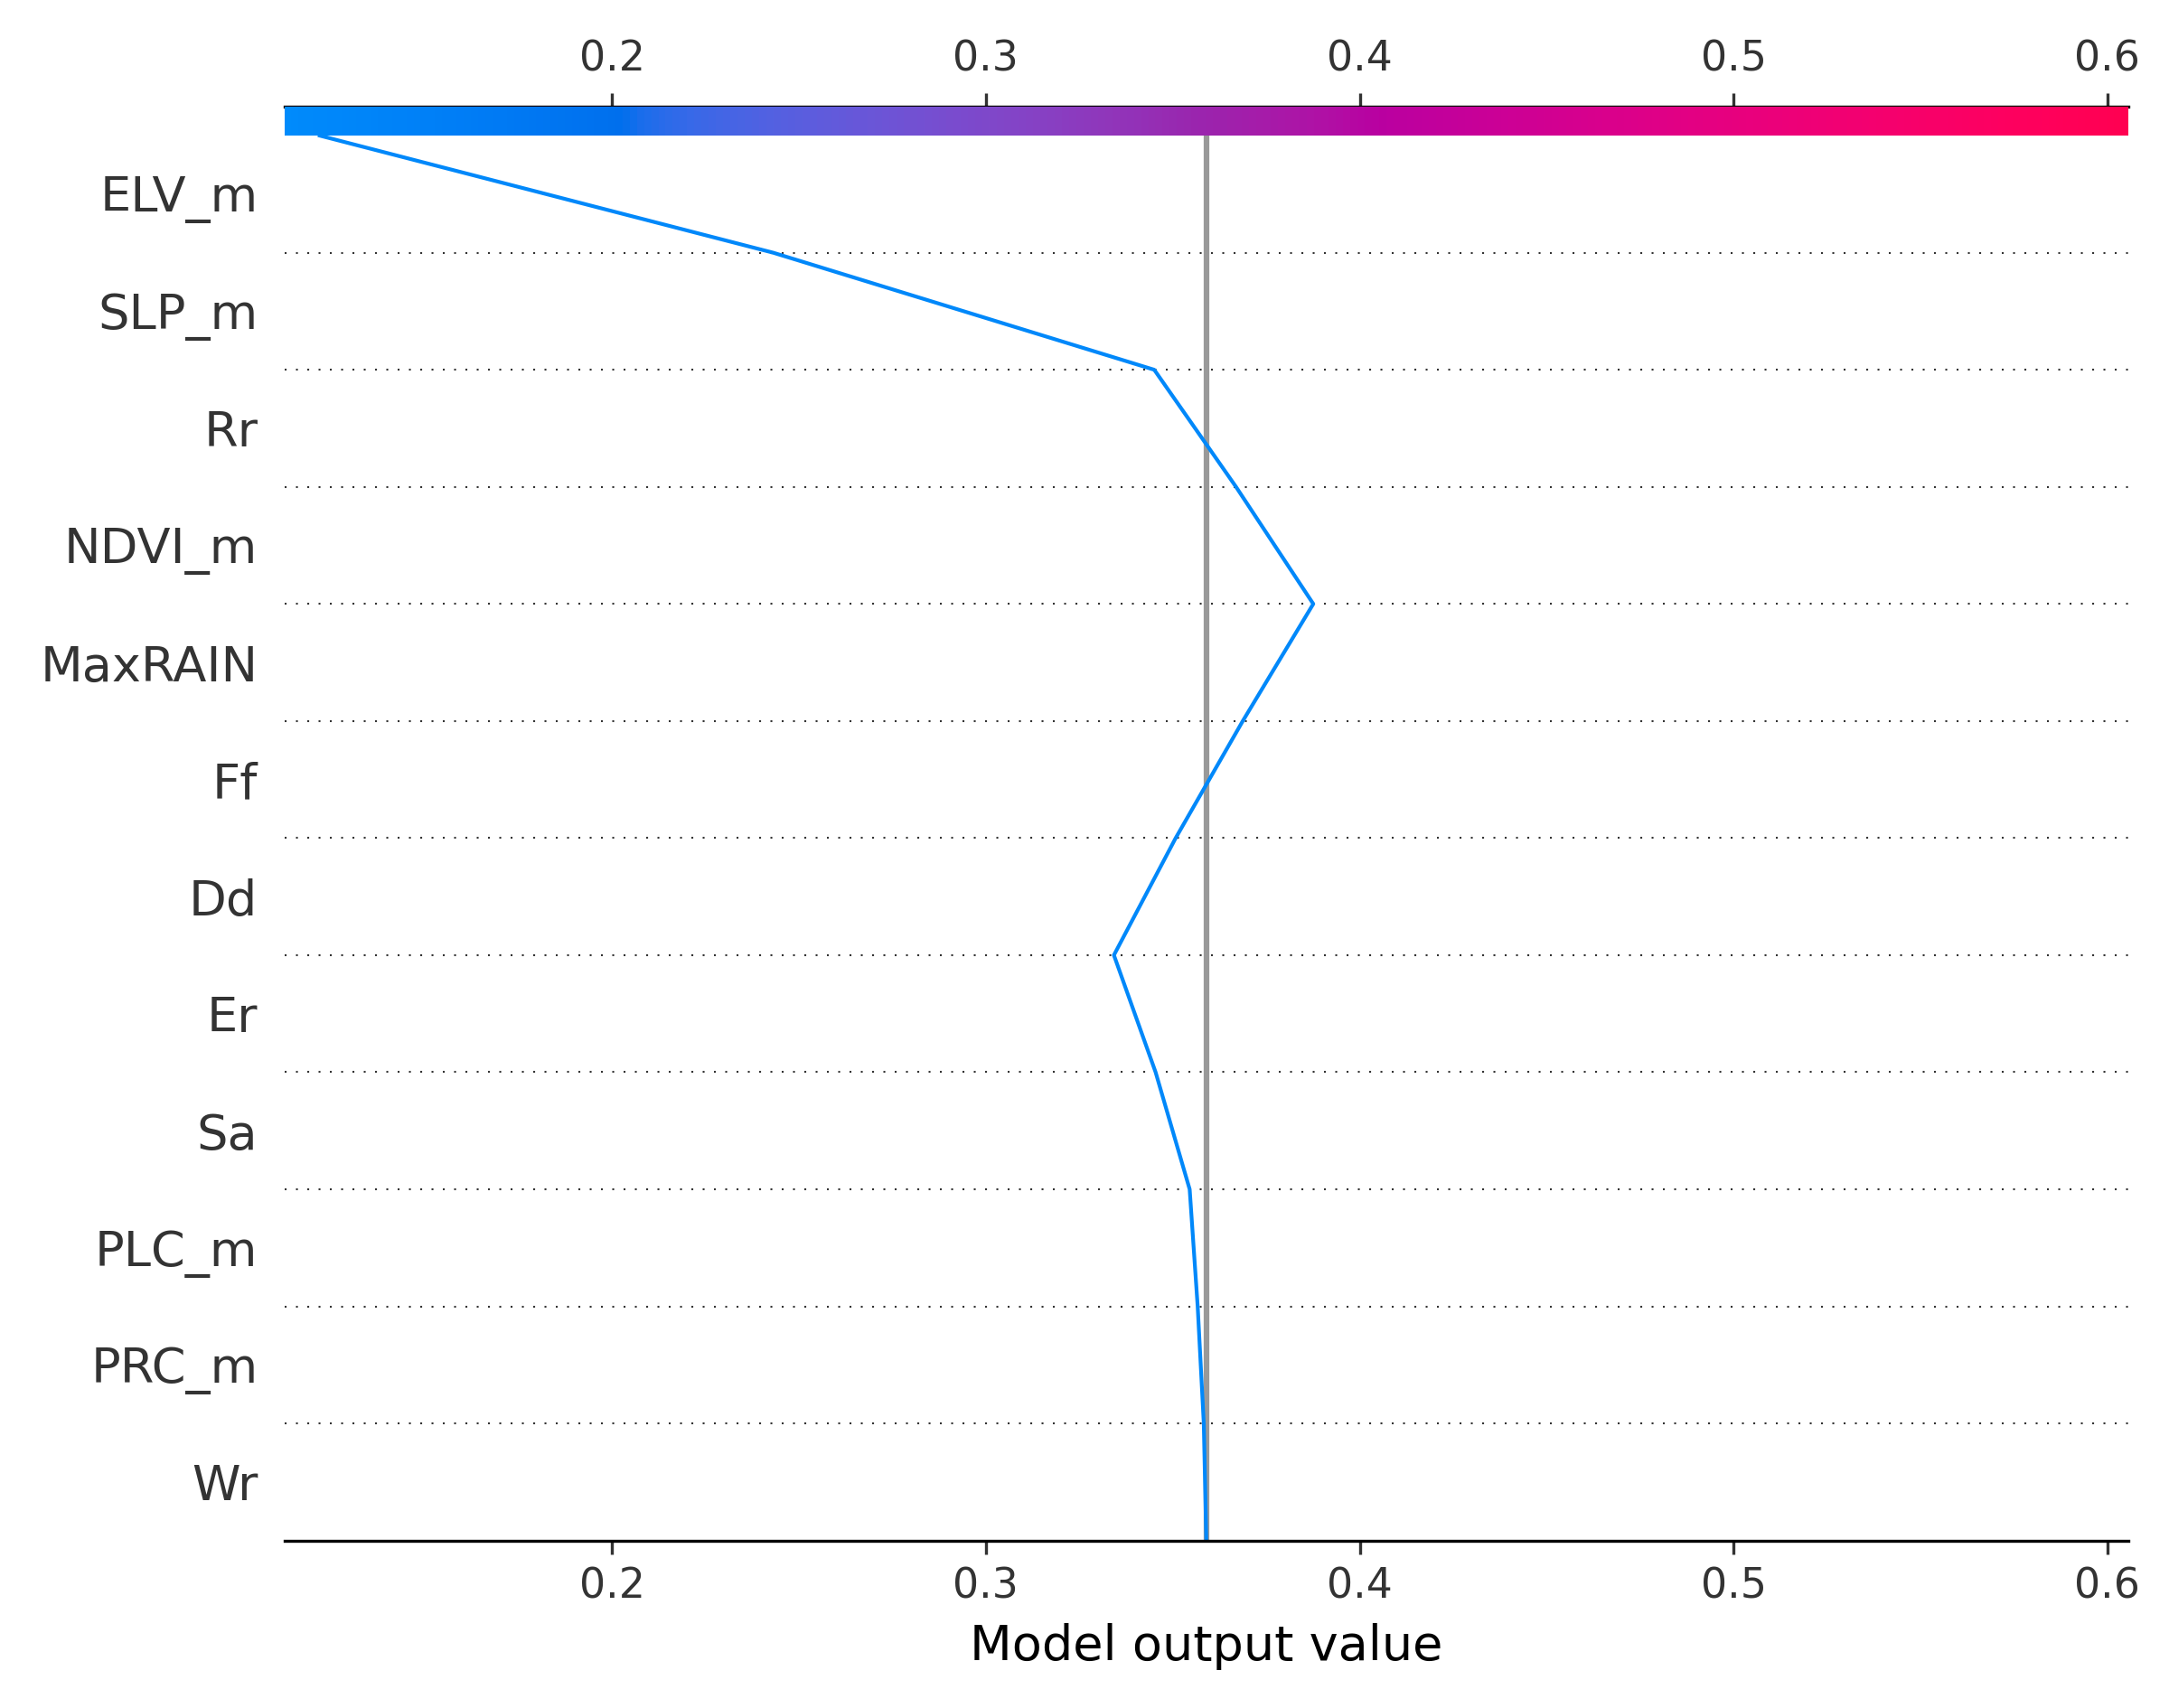 0.2 0.3 0.4 0.5 0.6
ELV_m
SLP_m
Rr
NDVI_m
MaxRAIN
Ff
Dd
Er
Sa
PLC_m
PRC_m
Wr
0.2 0.3 0.4 0.5 0.6
Model output value